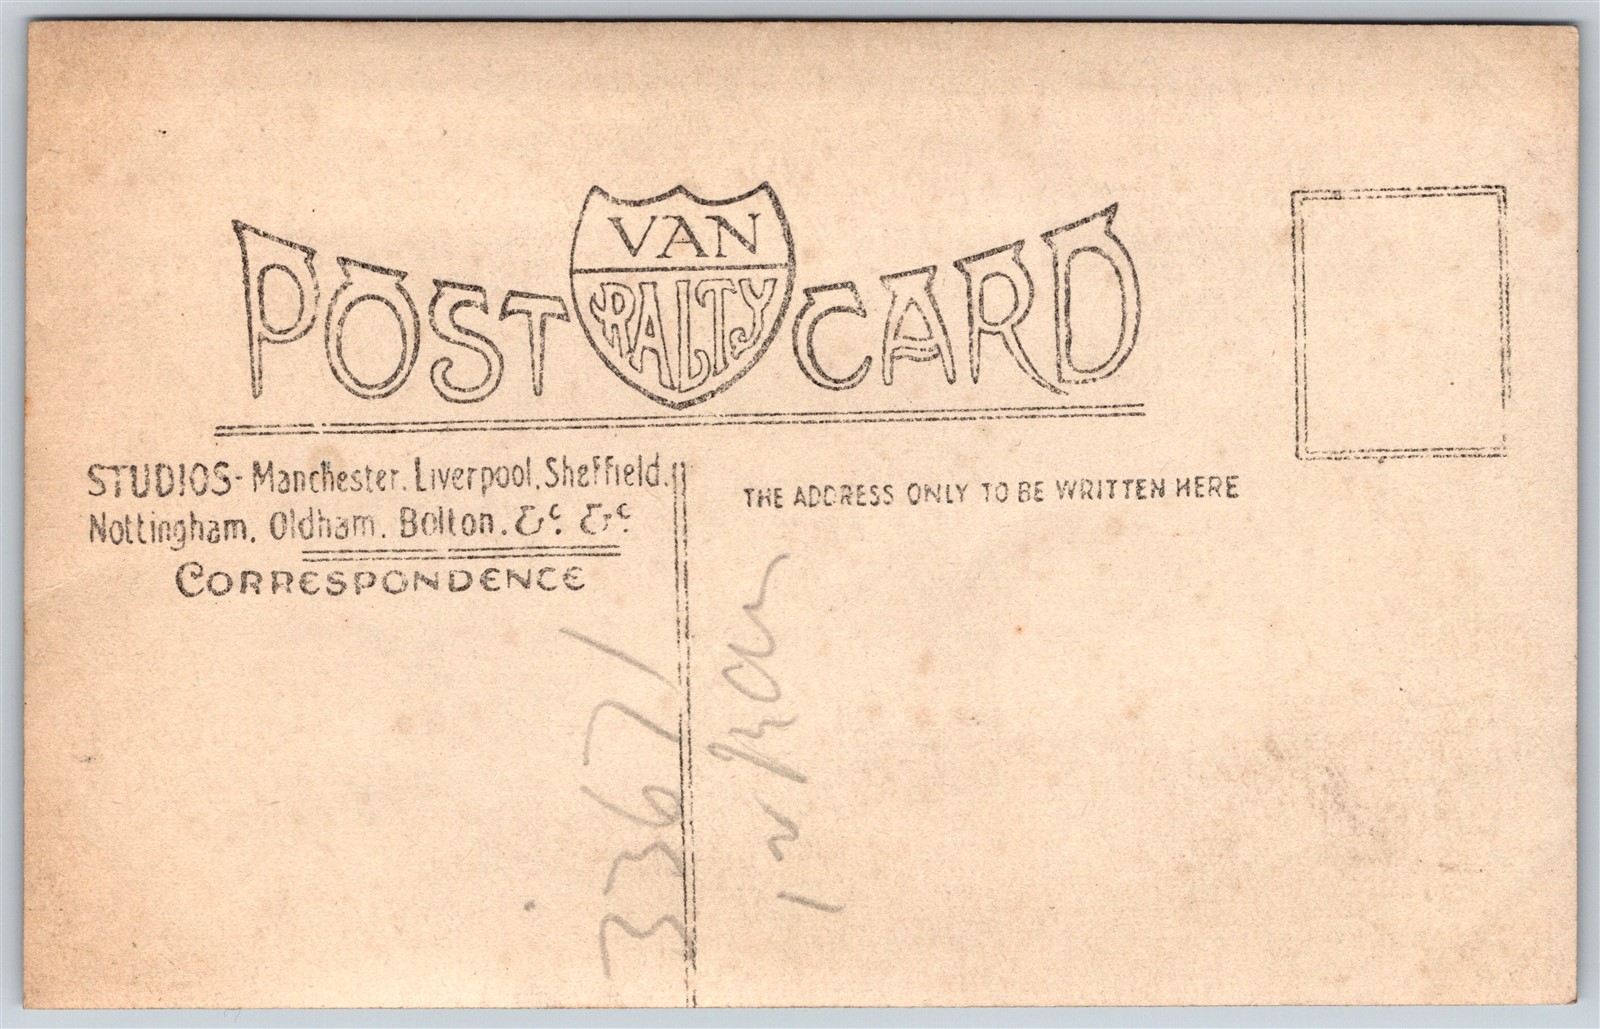 POST VAN RALTY CARD
STUDIOS- Manchester. Liverpool, Sheffield.
Nottingham. Oldham. Bolton. &c. &c.
CORRESPONDENCE
THE ADDRESS ONLY TO BE WRITTEN HERE
33671